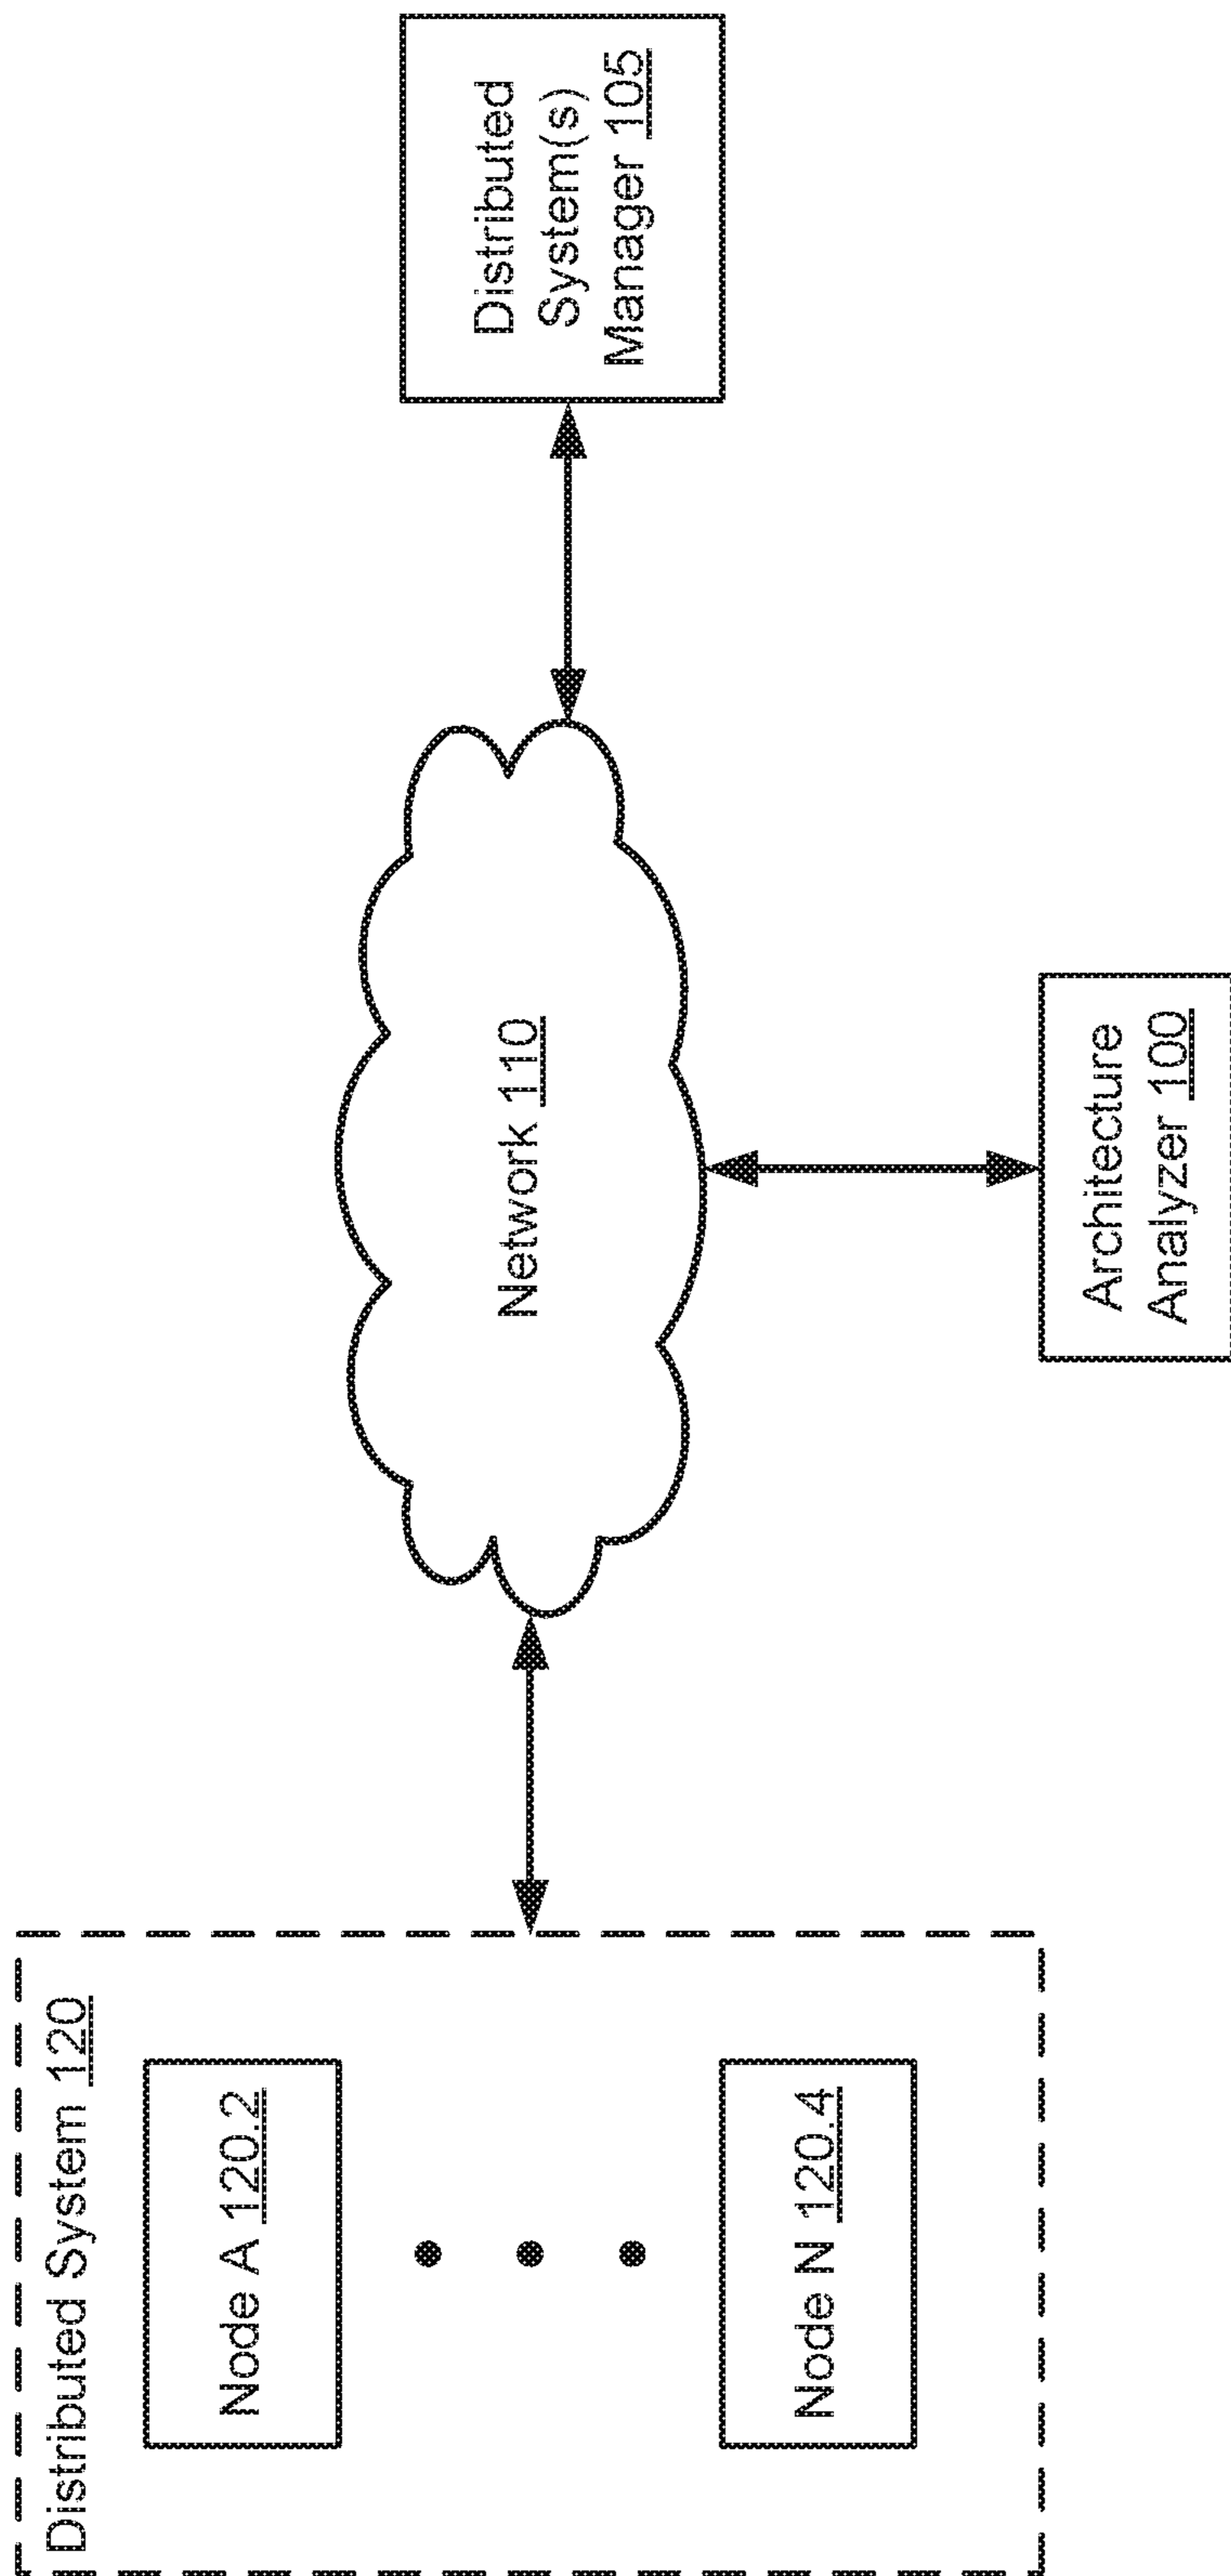 Distributed System 120
Node A 120.2
Node N 120.4
Network 110
Architecture
Analyzer 100
Distributed
System(s)
Manager 105